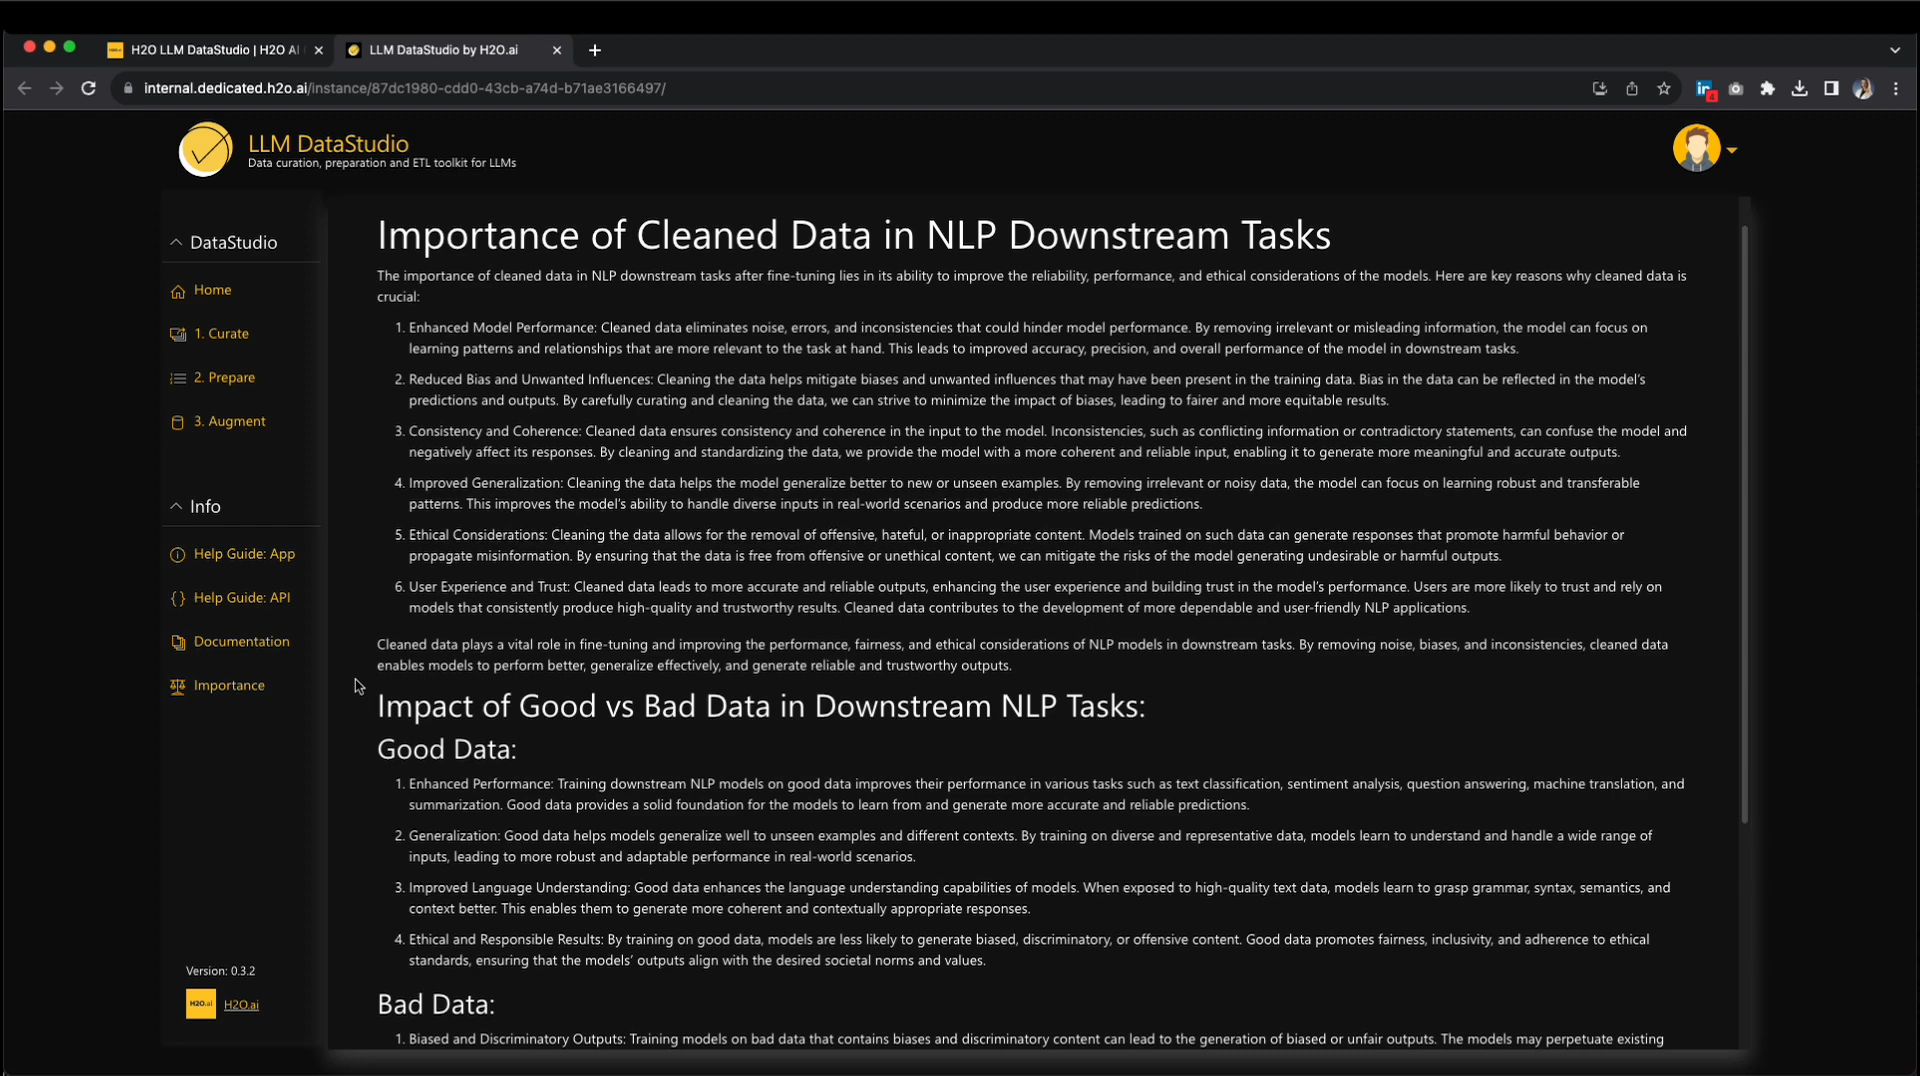 H2O LLM DataStudio | H2O AI
LLM DataStudio by H2O.ai
internal.dedicated.h2o.ai/instance/87dc1980-cdd0-43cb-a74d-b71ae3166497/
in
4
LLM DataStudio
Data curation, preparation and ETL toolkit for LLMs
DataStudio
Home
1. Curate
2. Prepare
3. Augment
Info
Help Guide: App
Help Guide: API
Documentation
Importance
Version: 0.3.2
H2O.ai
H2O.ai
Importance of Cleaned Data in NLP Downstream Tasks
The importance of cleaned data in NLP downstream tasks after fine-tuning lies in its ability to improve the reliability, performance, and ethical considerations of the models. Here are key reasons why cleaned data is
crucial:
1. Enhanced Model Performance: Cleaned data eliminates noise, errors, and inconsistencies that could hinder model performance. By removing irrelevant or misleading information, the model can focus on
learning patterns and relationships that are more relevant to the task at hand. This leads to improved accuracy, precision, and overall performance of the model in downstream tasks.
2. Reduced Bias and Unwanted Influences: Cleaning the data helps mitigate biases and unwanted influences that may have been present in the training data. Bias in the data can be reflected in the model's
predictions and outputs. By carefully curating and cleaning the data, we can strive to minimize the impact of biases, leading to fairer and more equitable results.
3. Consistency and Coherence: Cleaned data ensures consistency and coherence in the input to the model. Inconsistencies, such as conflicting information or contradictory statements, can confuse the model and
negatively affect its responses. By cleaning and standardizing the data, we provide the model with a more coherent and reliable input, enabling it to generate more meaningful and accurate outputs.
4. Improved Generalization: Cleaning the data helps the model generalize better to new or unseen examples. By removing irrelevant or noisy data, the model can focus on learning robust and transferable
patterns. This improves the model's ability to handle diverse inputs in real-world scenarios and produce more reliable predictions.
5. Ethical Considerations: Cleaning the data allows for the removal of offensive, hateful, or inappropriate content. Models trained on such data can generate responses that promote harmful behavior or
propagate misinformation. By ensuring that the data is free from offensive or unethical content, we can mitigate the risks of the model generating undesirable or harmful outputs.
6. User Experience and Trust: Cleaned data leads to more accurate and reliable outputs, enhancing the user experience and building trust in the model's performance. Users are more likely to trust and rely on
models that consistently produce high-quality and trustworthy results. Cleaned data contributes to the development of more dependable and user-friendly NLP applications.
Cleaned data plays a vital role in fine-tuning and improving the performance, fairness, and ethical considerations of NLP models in downstream tasks. By removing noise, biases, and inconsistencies, cleaned data
enables models to perform better, generalize effectively, and generate reliable and trustworthy outputs.
Impact of Good vs Bad Data in Downstream NLP Tasks:
Good Data:
1. Enhanced Performance: Training downstream NLP models on good data improves their performance in various tasks such as text classification, sentiment analysis, question answering, machine translation, and
summarization. Good data provides a solid foundation for the models to learn from and generate more accurate and reliable predictions.
2. Generalization: Good data helps models generalize well to unseen examples and different contexts. By training on diverse and representative data, models learn to understand and handle a wide range of
inputs, leading to more robust and adaptable performance in real-world scenarios.
3. Improved Language Understanding: Good data enhances the language understanding capabilities of models. When exposed to high-quality text data, models learn to grasp grammar, syntax, semantics, and
context better. This enables them to generate more coherent and contextually appropriate responses.
4. Ethical and Responsible Results: By training on good data, models are less likely to generate biased, discriminatory, or offensive content. Good data promotes fairness, inclusivity, and adherence to ethical
standards, ensuring that the models' outputs align with the desired societal norms and values.
Bad Data:
1. Biased and Discriminatory Outputs: Training models on bad data that contains biases and discriminatory content can lead to the generation of biased or unfair outputs. The models may perpetuate existing